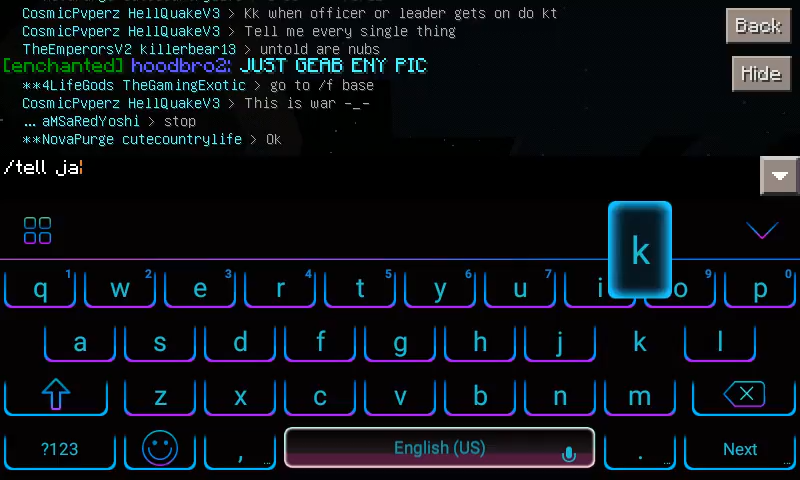 CosmicPvperz HellQuakeV3 > Kk when officer or leader gets on do kt
CosmicPvperz HellQuakeV3 > Tell me every single thing
TheEmperorsV2 killerbear13 > untold are nubs
[enchanted] hoodbro2: JUST GEAB ENY PIC
**4LifeGods TheGamingExotic > go to /f base
CosmicPvperz HellQuakeV3 > This is war -_-
... aMSaRedYoshi > stop
**NovaPurge cutecountrylife > Ok
Back
Hide
/tell ja
k
q 1 w 2 e 3 r 4 t 5 y 6 u 7 i o 9 p 0
a s d f g h j k l
z x c v b n m
?123 , ... English (US) . ... Next ...